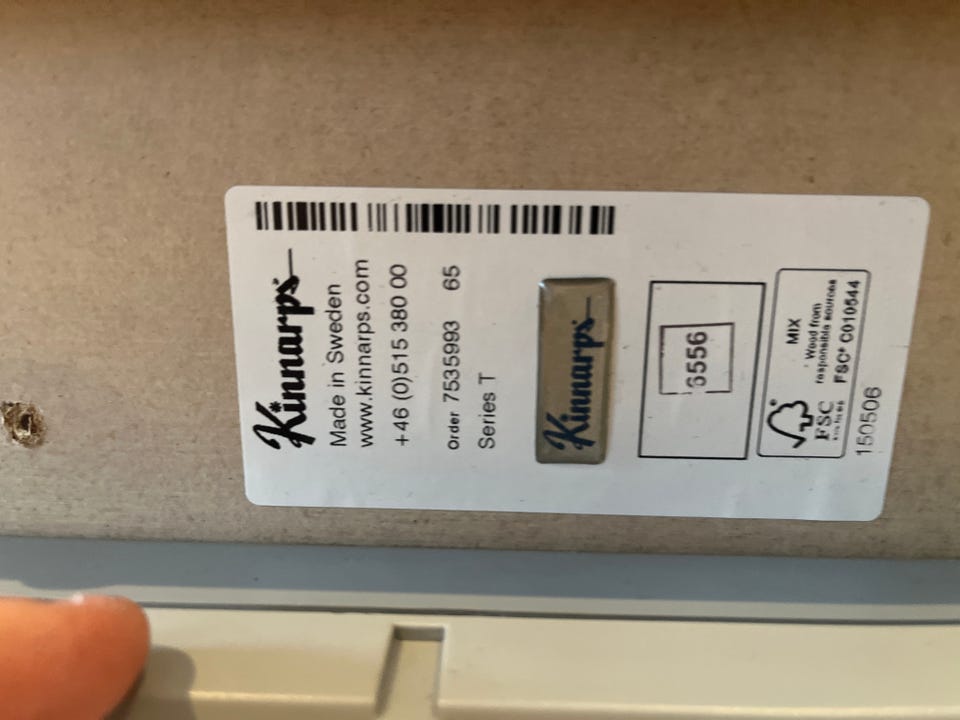 Kinnarps
Made in Sweden
www.kinnarps.com
+46 (0)515 380 00
Order 7535993 65
Series T
Kinnarps
6556
MIX
Wood from
responsible sources
FSC® C010544
FSC
150506